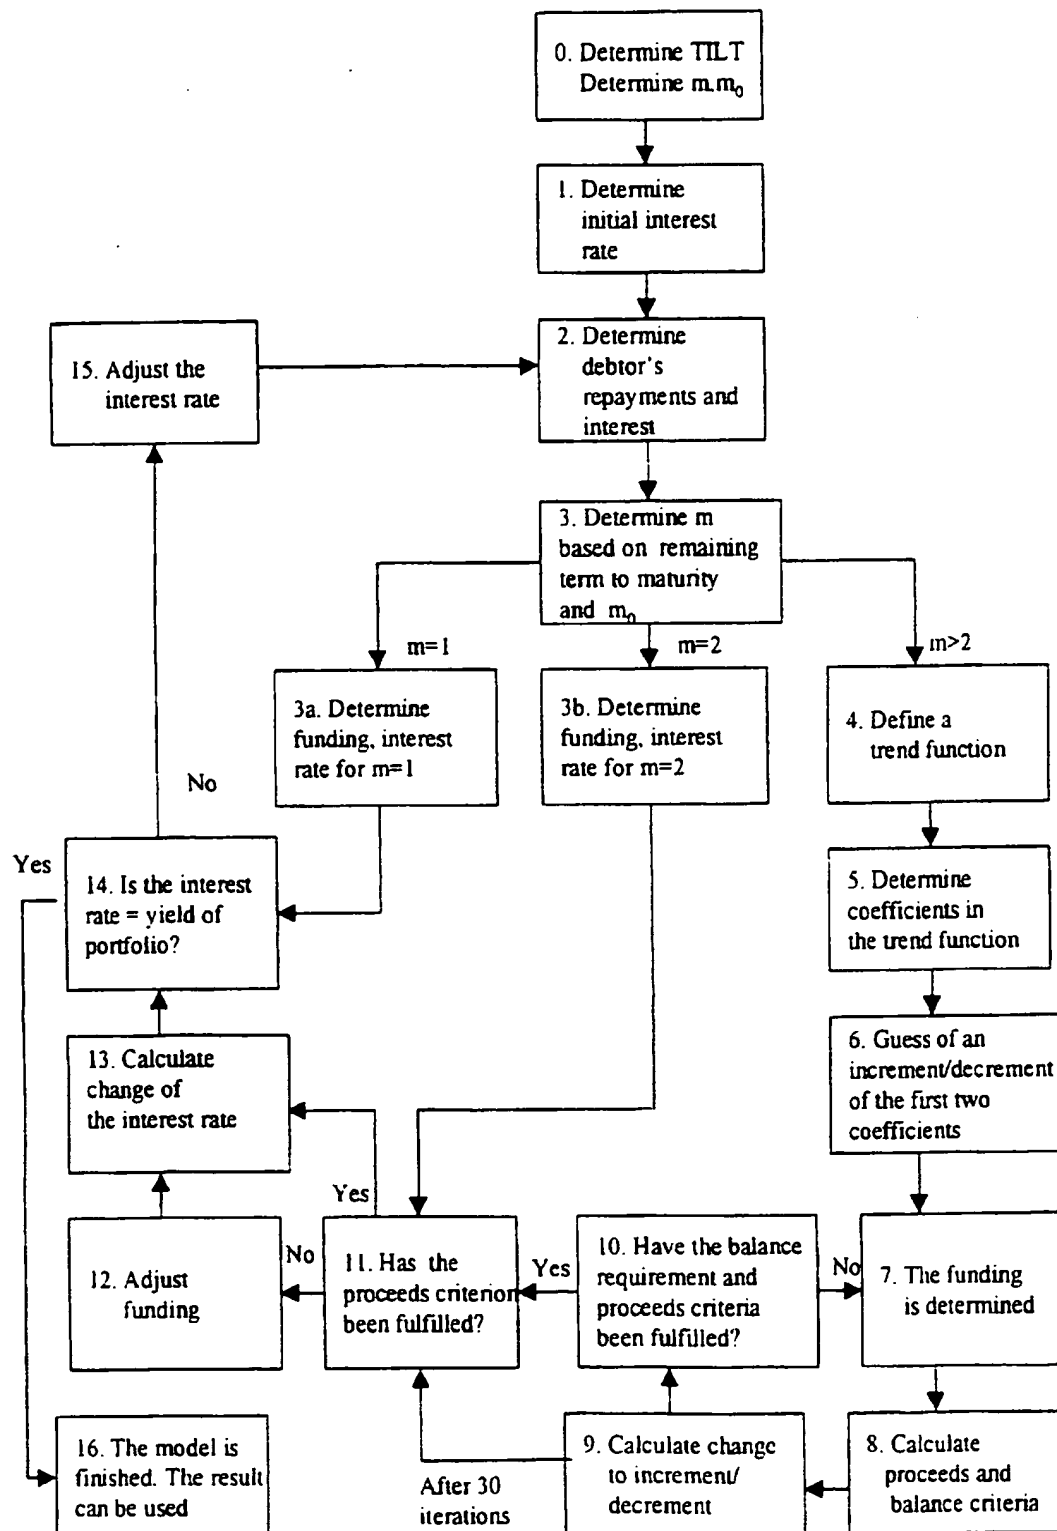 0. Determine TILT
Determine m.m₀
1. Determine
initial interest
rate
15. Adjust the
interest rate
2. Determine
debtor's
repayments and
interest
3. Determine m
based on remaining
term to maturity
and m₀
m=1
m=2
m>2
3a. Determine
funding, interest
rate for m=1
3b. Determine
funding, interest
rate for m=2
4. Define a
trend function
No
Yes
14. Is the interest
rate = yield of
portfolio?
5. Determine
coefficients in
the trend function
13. Calculate
change of
the interest rate
6. Guess of an
increment/decrement
of the first two
coefficients
Yes
12. Adjust
funding
No
11. Has the
proceeds criterion
been fulfilled?
Yes
10. Have the balance
requirement and
proceeds criteria
been fulfilled?
No
7. The funding
is determined
16. The model is
finished. The result
can be used
After 30
iterations
9. Calculate change
to increment/
decrement
8. Calculate
proceeds and
balance criteria